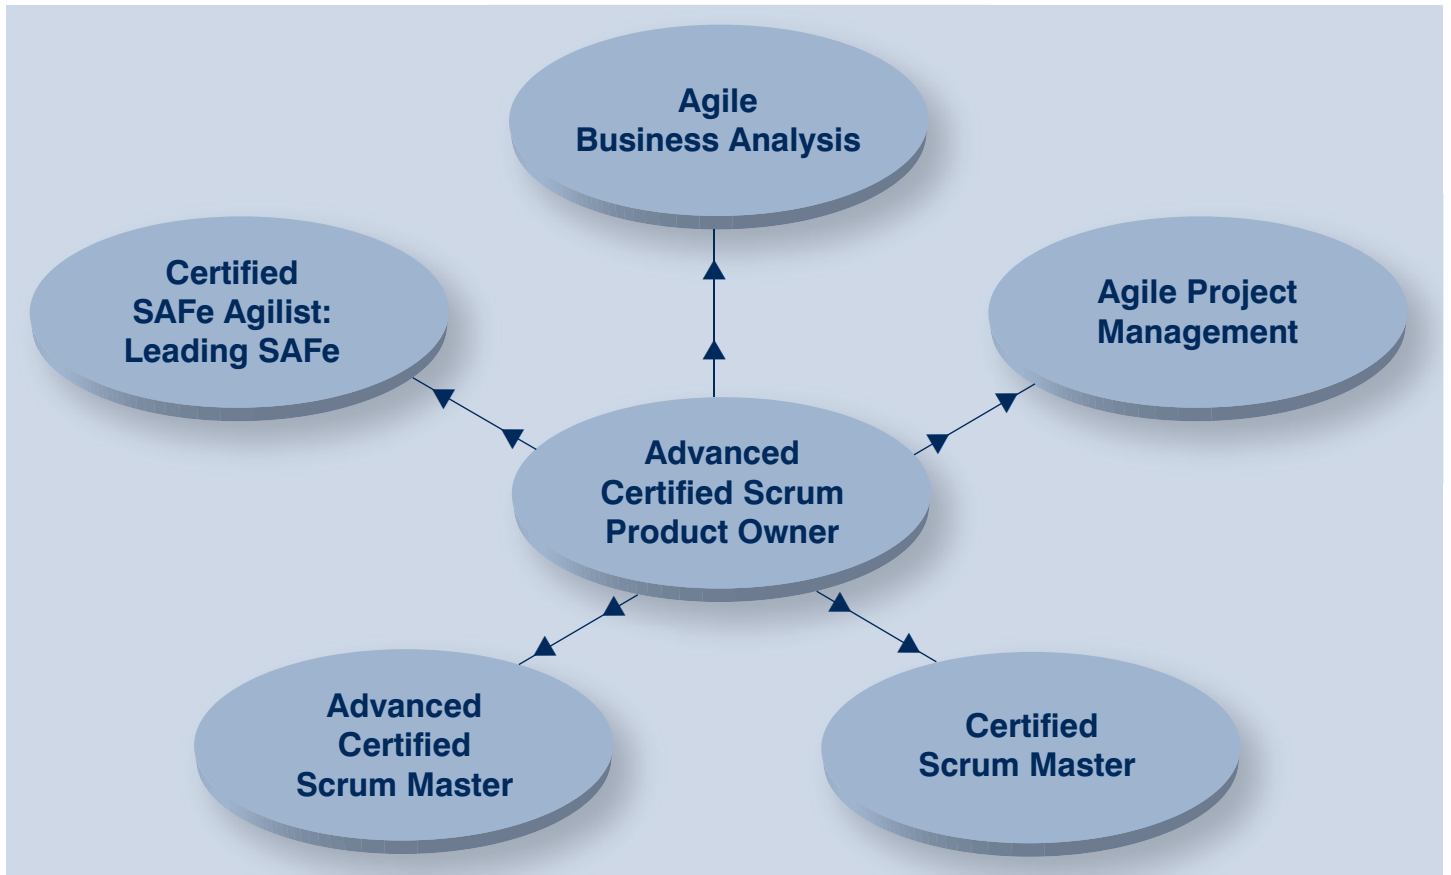 Agile
Business Analysis
Certified
SAFe Agilist:
Leading SAFe
Agile Project
Management
Advanced
Certified Scrum
Product Owner
Advanced
Certified
Scrum Master
Certified
Scrum Master